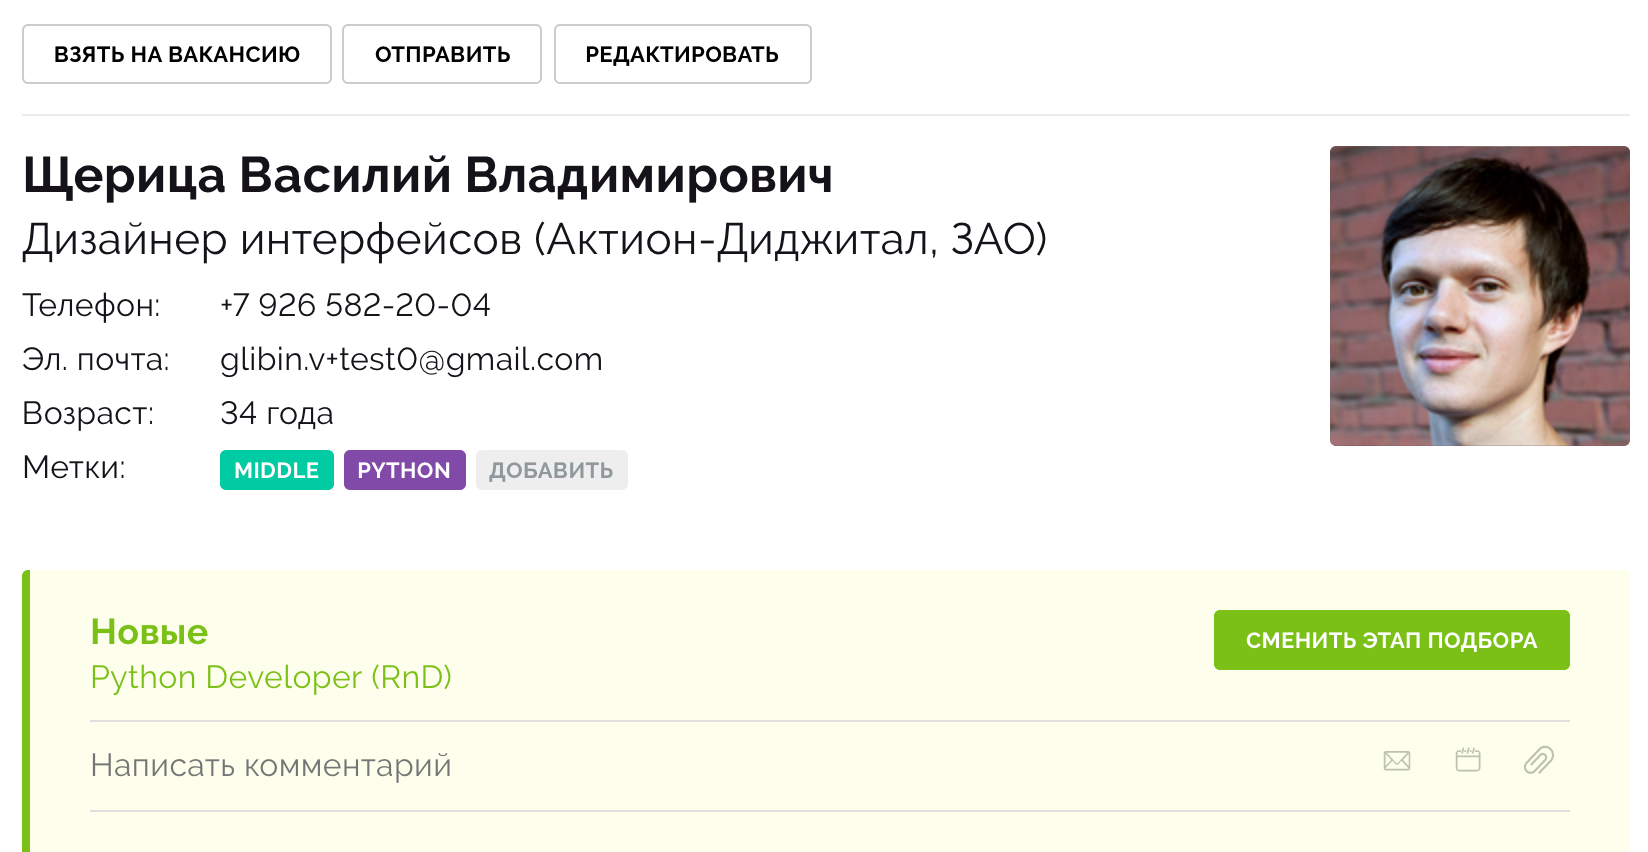 ВЗЯТЬ НА ВАКАНСИЮ ОТПРАВИТЬ РЕДАКТИРОВАТЬ
Щерица Василий Владимирович
Дизайнер интерфейсов (Актион-Диджитал, ЗАО)
Телефон: +7 926 582-20-04
Эл. почта: glibin.v+test0@gmail.com
Возраст: 34 года
Метки: MIDDLE PYTHON ДОБАВИТЬ
Новые
СМЕНИТЬ ЭТАП ПОДБОРА
Python Developer (RnD)
Написать комментарий